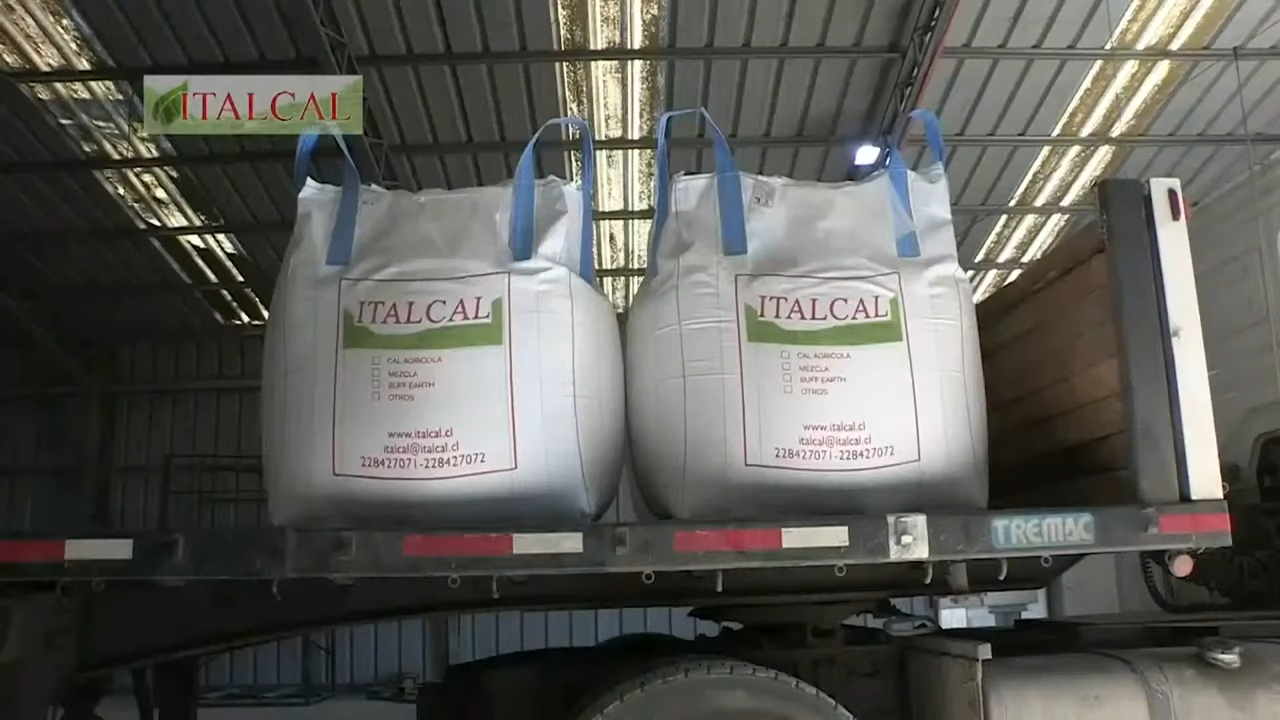 ITALCAL
ITALCAL
CAL AGRICOLA
MEZCLA
BUFF EARTH
OTROS
www.italcal.cl
italcal@italcal.cl
228427071-228427072
ITALCAL
CAL AGRICOLA
MEZCLA
BUFF EARTH
OTROS
www.italcal.cl
italcal@italcal.cl
228427071-228427072
TREMAC